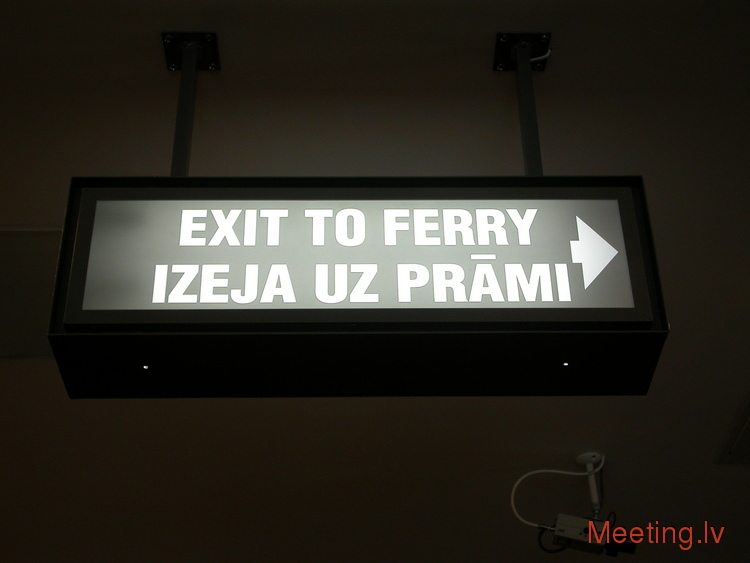 EXIT TO FERRY
IZEJA UZ PRĀMI
Meeting.lv